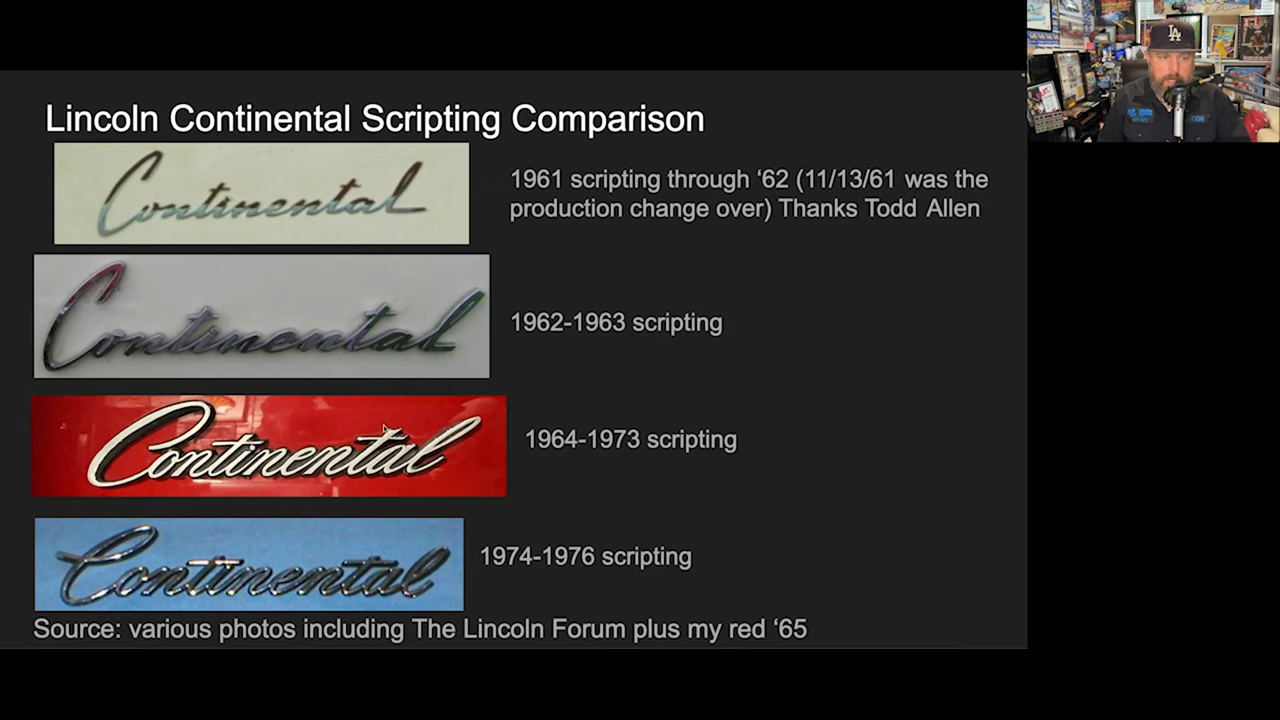 Lincoln Continental Scripting Comparison
Continental
1961 scripting through ‘62 (11/13/61 was the
production change over) Thanks Todd Allen
Continental
1962-1963 scripting
Continental
1964-1973 scripting
Continental
1974-1976 scripting
Source: various photos including The Lincoln Forum plus my red ‘65
LA